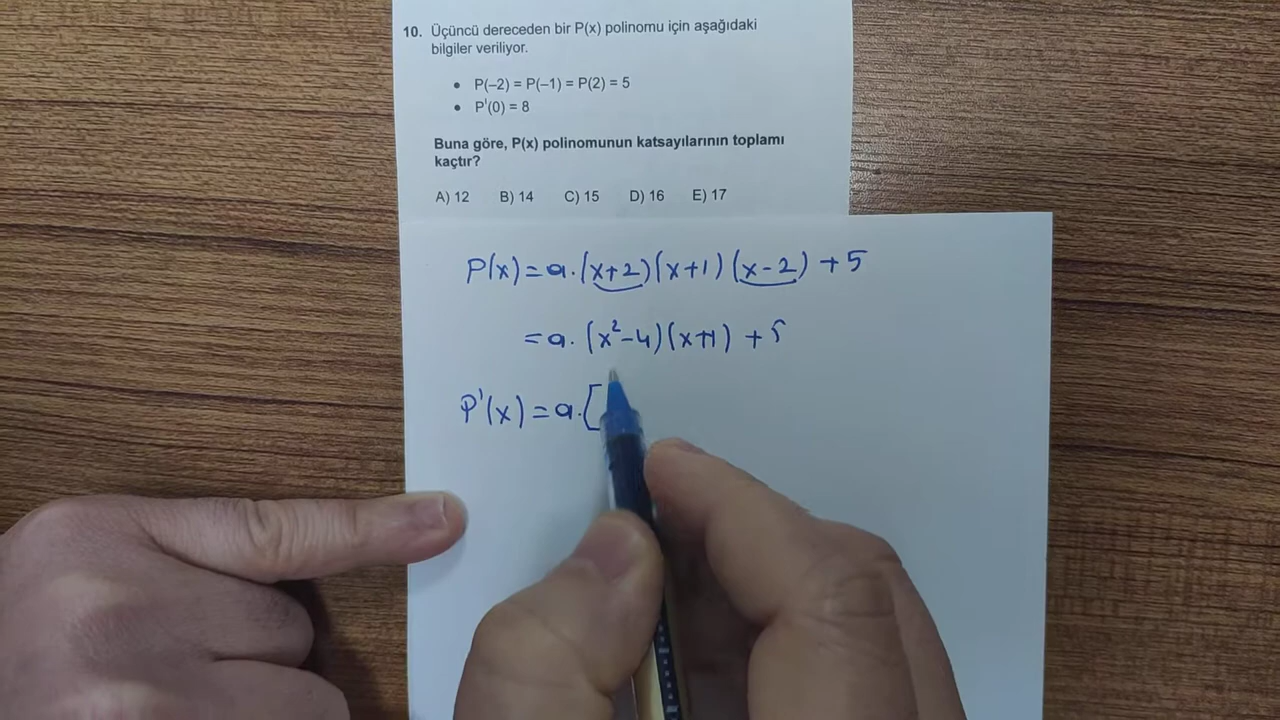 10. Üçüncü dereceden bir P(x) polinomu için aşağıdaki
bilgiler veriliyor.
• P(–2) = P(–1) = P(2) = 5
• P'(0) = 8
Buna göre, P(x) polinomunun katsayılarının toplamı
kaçtır?
A) 12 B) 14 C) 15 D) 16 E) 17
P(x) = a.(x+2)(x+1)(x-2) + 5
= a.(x²-4)(x+1) + 5
P'(x) = a.[